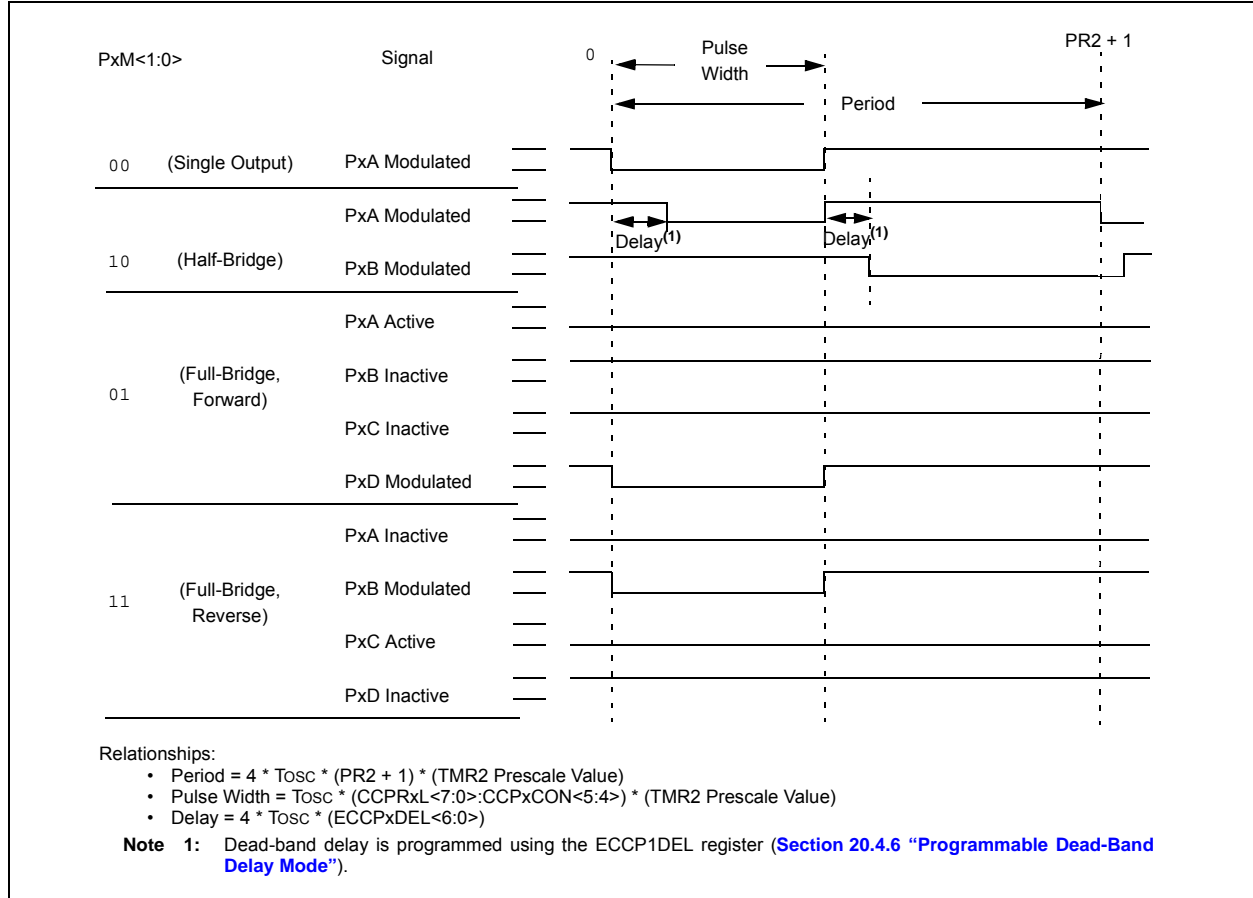 PxM<1:0> Signal 0 Pulse Width PR2 + 1
Period
00 (Single Output) PxA Modulated
PxA Modulated
Delay(1) Delay(1)
10 (Half-Bridge) PxB Modulated
PxA Active
01 (Full-Bridge, Forward) PxB Inactive
PxC Inactive
PxD Modulated
PxA Inactive
11 (Full-Bridge, Reverse) PxB Modulated
PxC Active
PxD Inactive
Relationships:
• Period = 4 * TOSC * (PR2 + 1) * (TMR2 Prescale Value)
• Pulse Width = TOSC * (CCPRxL<7:0>:CCPxCON<5:4>) * (TMR2 Prescale Value)
• Delay = 4 * TOSC * (ECCPxDEL<6:0>)
Note 1: Dead-band delay is programmed using the ECCP1DEL register (Section 20.4.6 “Programmable Dead-Band
Delay Mode”).